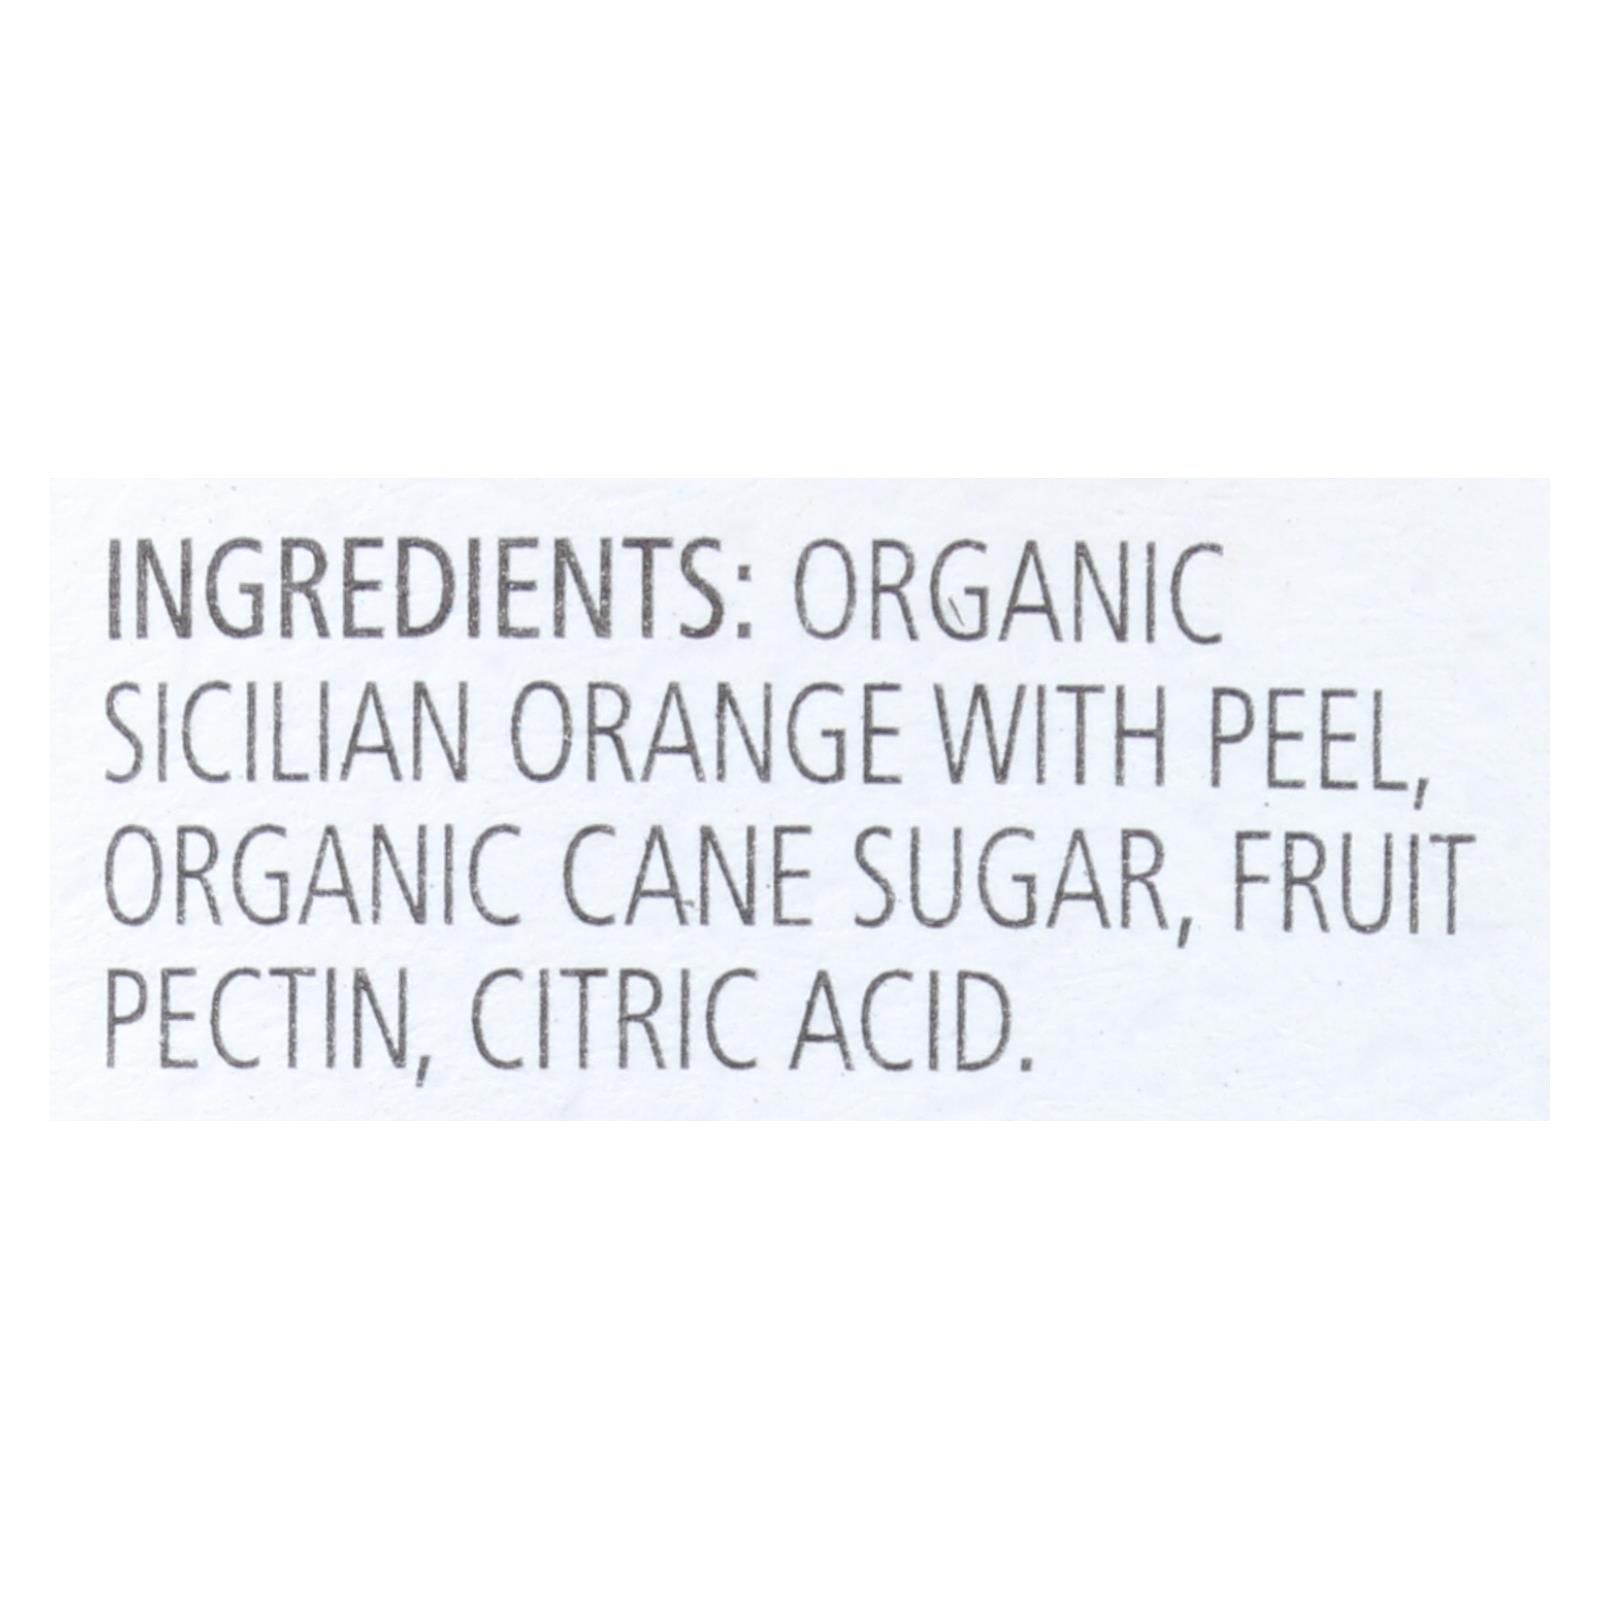 INGREDIENTS: ORGANIC
SICILIAN ORANGE WITH PEEL,
ORGANIC CANE SUGAR, FRUIT
PECTIN, CITRIC ACID.